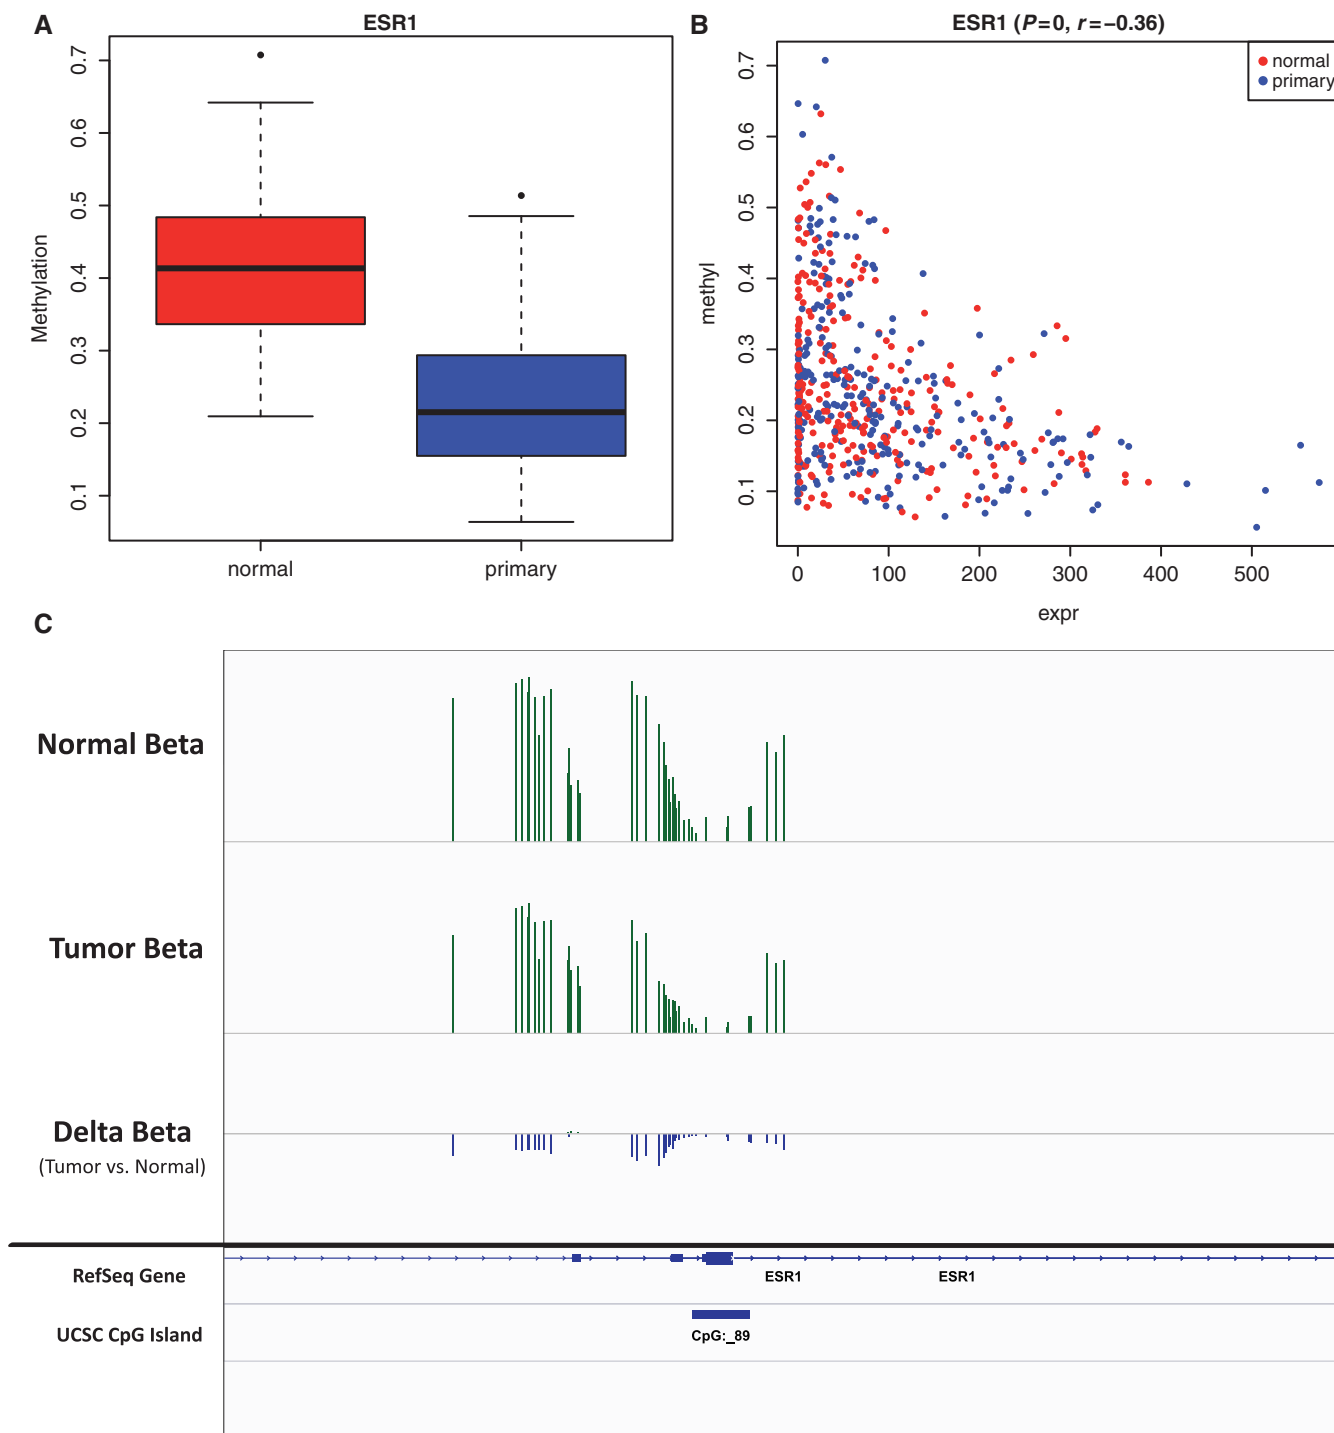 A
ESR1
Methylation
0.7
0.6
0.5
0.4
0.3
0.2
0.1
normal
primary
B
ESR1 (P=0, r=−0.36)
normal
primary
methyl
0.7
0.6
0.5
0.4
0.3
0.2
0.1
0
100
200
300
400
500
expr
C
Normal Beta
Tumor Beta
Delta Beta
(Tumor vs. Normal)
RefSeq Gene
ESR1
ESR1
UCSC CpG Island
CpG:_89